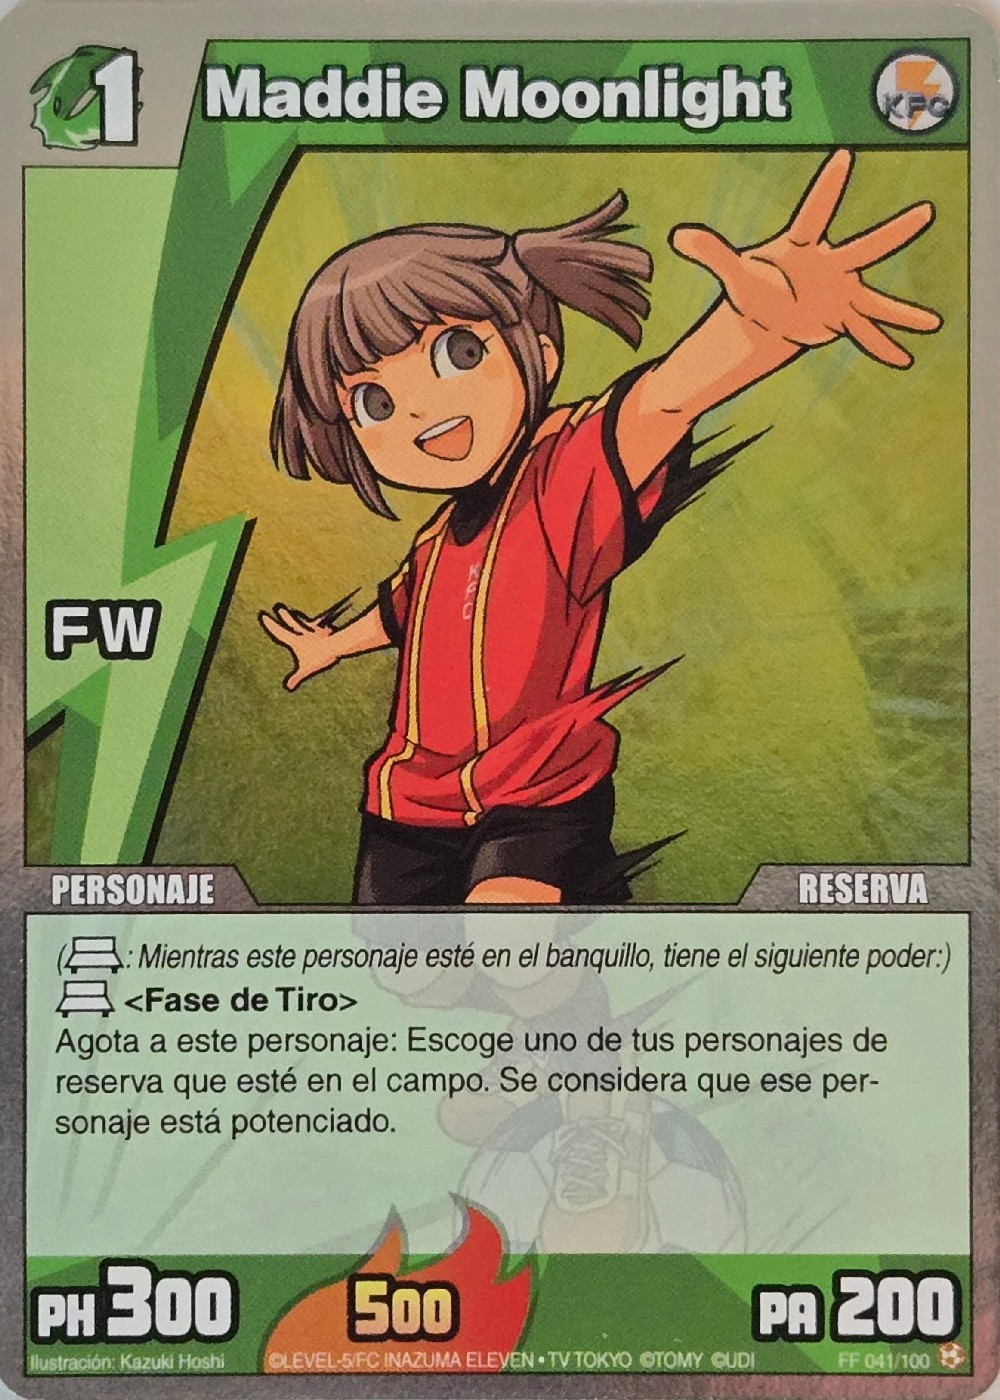 1 Maddie Moonlight KFC
KFC
FW
PERSONAJE RESERVA
( : Mientras este personaje esté en el banquillo, tiene el siguiente poder:)
<Fase de Tiro>
Agota a este personaje: Escoge uno de tus personajes de
reserva que esté en el campo. Se considera que ese per-
sonaje está potenciado.
PH 300 500 PA 200
Ilustración: Kazuki Hoshi ©LEVEL-5/FC INAZUMA ELEVEN • TV TOKYO ©TOMY ©UDI FF 041/100